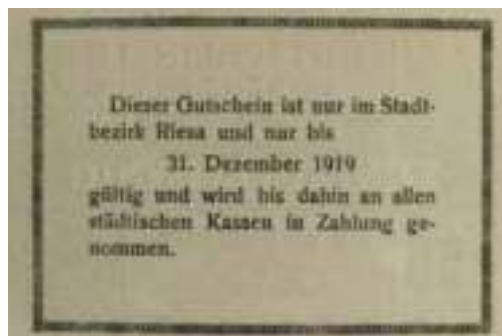 Dieser Gutschein ist nur im Stadt-
bezirk Riesa und nur bis
31. Dezember 1919
gültig und wird bis dahin an allen
städtischen Kassen in Zahlung ge-
nommen.